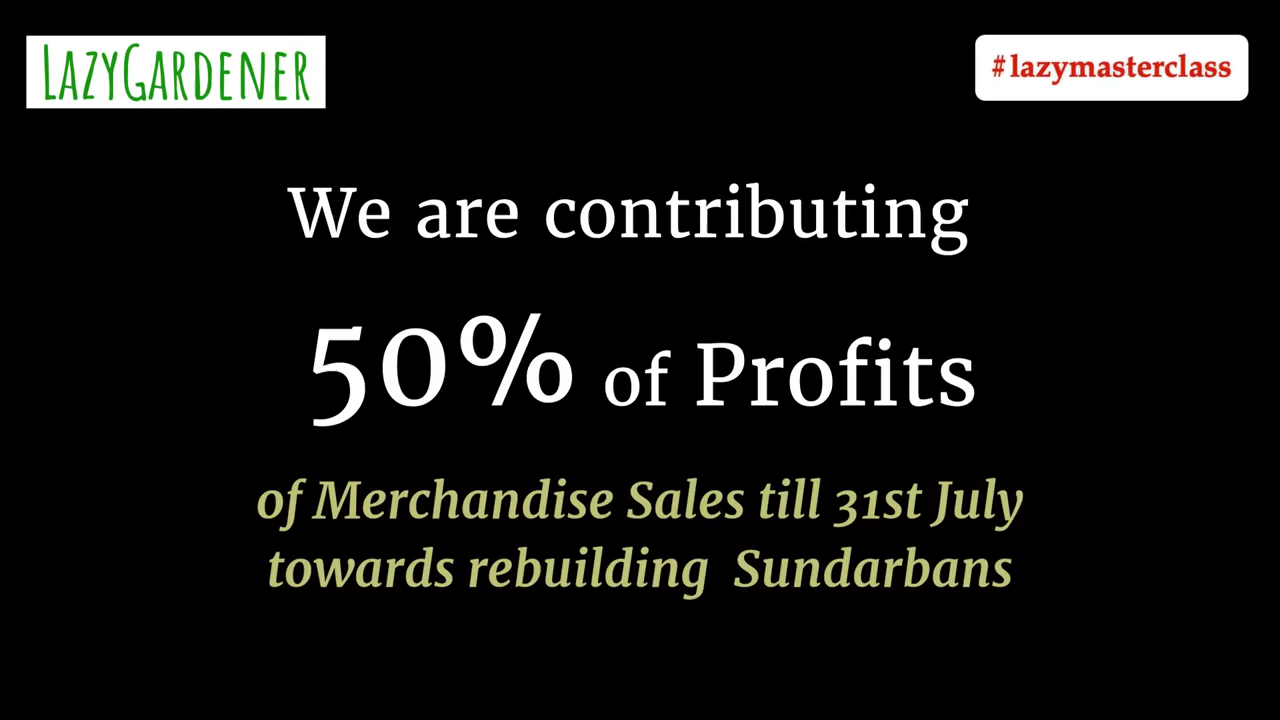 LAZYGARDENER
#lazymasterclass
We are contributing
50% of Profits
of Merchandise Sales till 31st July
towards rebuilding Sundarbans